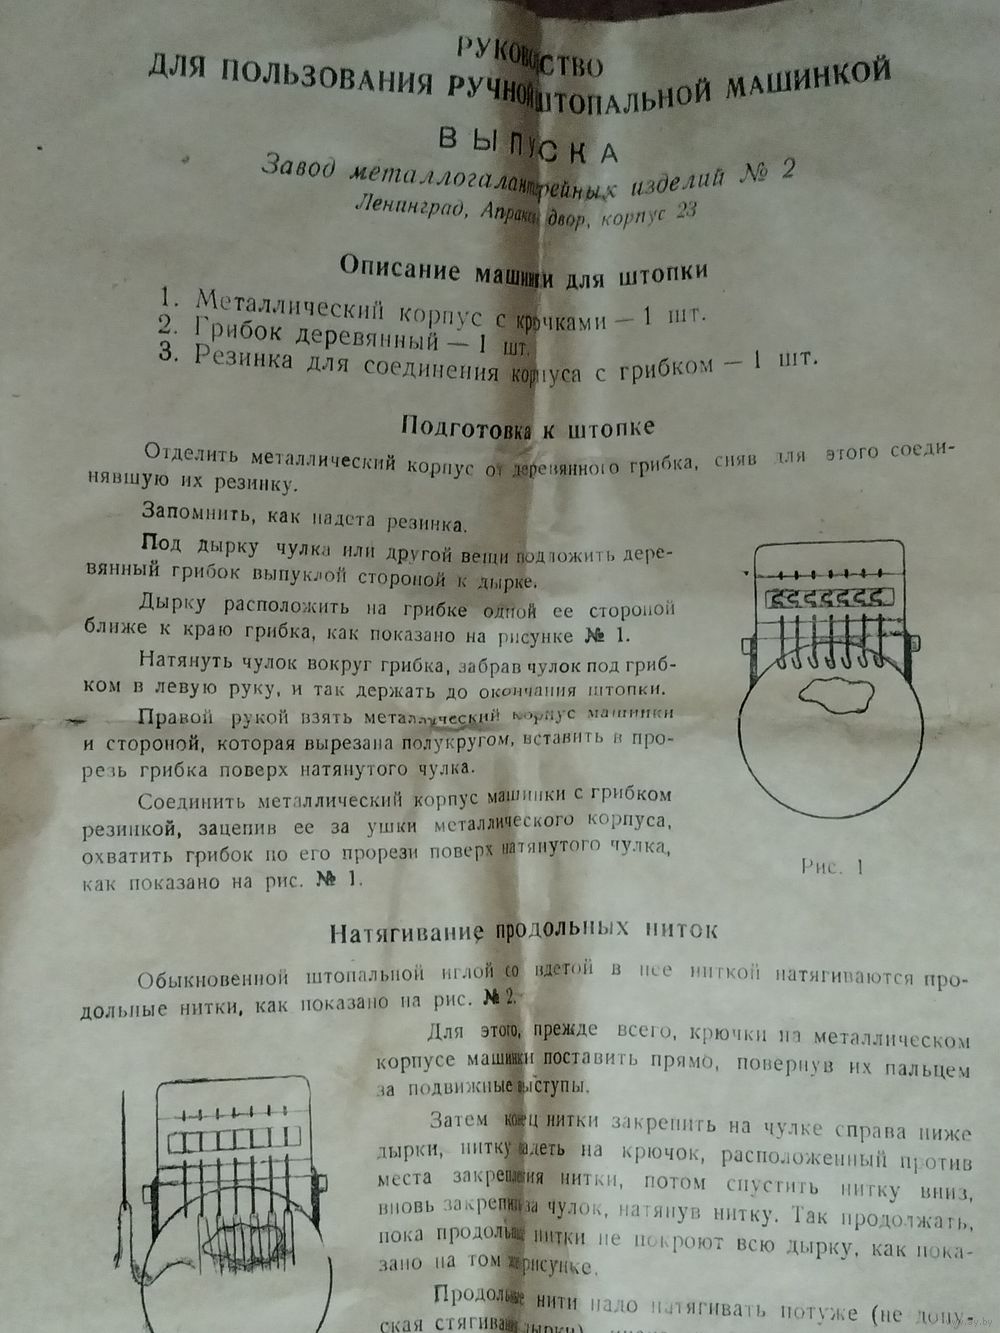 РУКОВОДСТВО
ДЛЯ ПОЛЬЗОВАНИЯ РУЧНОЙ ШТОПАЛЬНОЙ МАШИНКОЙ
ВЫПУСКА
Завод металлогалантерейных изделий № 2
Ленинград, Апракс. двор, корпус 23
Описание машинки для штопки
1. Металлический корпус с крючками — 1 шт.
2. Грибок деревянный — 1 шт.
3. Резинка для соединения корпуса с грибком — 1 шт.
Подготовка к штопке
Отделить металлический корпус от деревянного грибка, сняв для этого соеди-
нявшую их резинку.
Запомнить, как надета резинка.
Под дырку чулка или другой вещи подложить дере-
вянный грибок выпуклой стороной к дырке.
Дырку расположить на грибке одной ее стороной
ближе к краю грибка, как показано на рисунке № 1.
Натянуть чулок вокруг грибка, забрав чулок под гриб-
ком в левую руку, и так держать до окончания штопки.
Правой рукой взять металлический корпус машинки
и стороной, которая вырезана полукругом, вставить в про-
резь грибка поверх натянутого чулка.
Соединить металлический корпус машинки с грибком
резинкой, зацепив ее за ушки металлического корпуса,
охватить грибок по его прорези поверх натянутого чулка,
как показано на рис. № 1.
Рис. 1
Натягивание продольных ниток
Обыкновенной штопальной иглой со вдетой в нее ниткой натягиваются про-
дольные нитки, как показано на рис. № 2.
Для этого, прежде всего, крючки на металлическом
корпусе машинки поставить прямо, повернув их пальцем
за подвижные выступы.
Затем конец нитки закрепить на чулке справа ниже
дырки, нитку надеть на крючок, расположенный против
места закрепления нитки, потом спустить нитку вниз,
вновь закрепить за чулок, натянув нитку. Так продолжать,
пока продольные нитки не покроют всю дырку, как пока-
зано на том же рисунке.
Продольные нити надо натягивать потуже (не допу-
ская стягивания дырки),